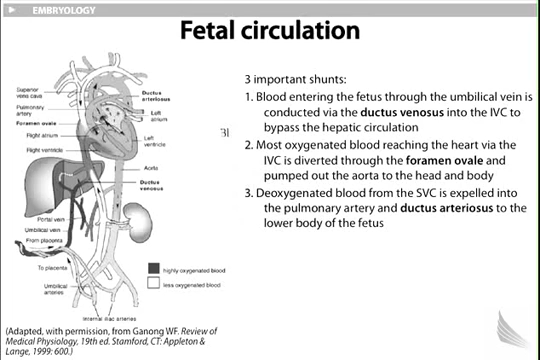 EMBRYOLOGY
Fetal circulation
Superior
vena cava
Pulmonary
artery
Foramen ovale
Right atrium
Right ventricle
Portal vein
Umbilical vein
From placenta
To placenta
Umbilical
arteries
Internal iliac arteries
Ductus
arteriosus
Left
atrium
Left
ventricle
Aorta
Ductus
venosus
highly oxygenated blood
less oxygenated blood
3 important shunts:
1. Blood entering the fetus through the umbilical vein is
conducted via the ductus venosus into the IVC to
bypass the hepatic circulation
2. Most oxygenated blood reaching the heart via the
IVC is diverted through the foramen ovale and
pumped out the aorta to the head and body
3. Deoxygenated blood from the SVC is expelled into
the pulmonary artery and ductus arteriosus to the
lower body of the fetus
(Adapted, with permission, from Ganong WF. Review of
Medical Physiology, 19th ed. Stamford, CT: Appleton &
Lange, 1999: 600.)